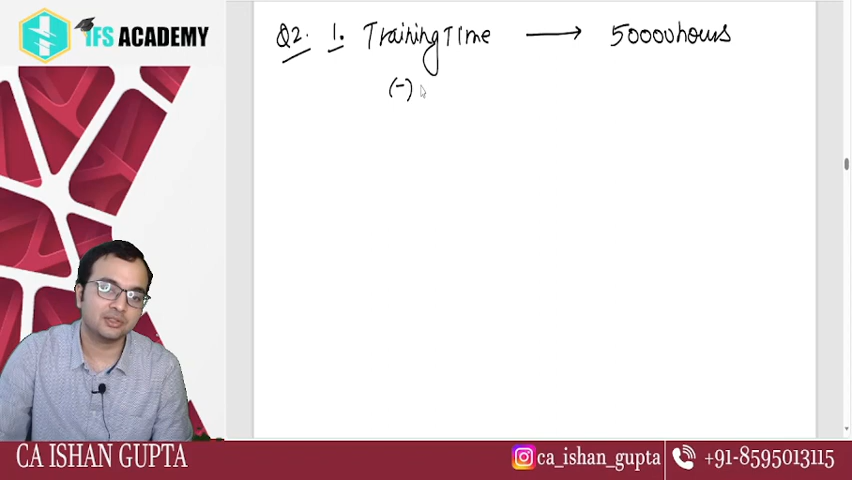 IFS ACADEMY
Q2. 1. Training Time → 50000 hours
(-)
CA ISHAN GUPTA
ca_ishan_gupta
+91-8595013115